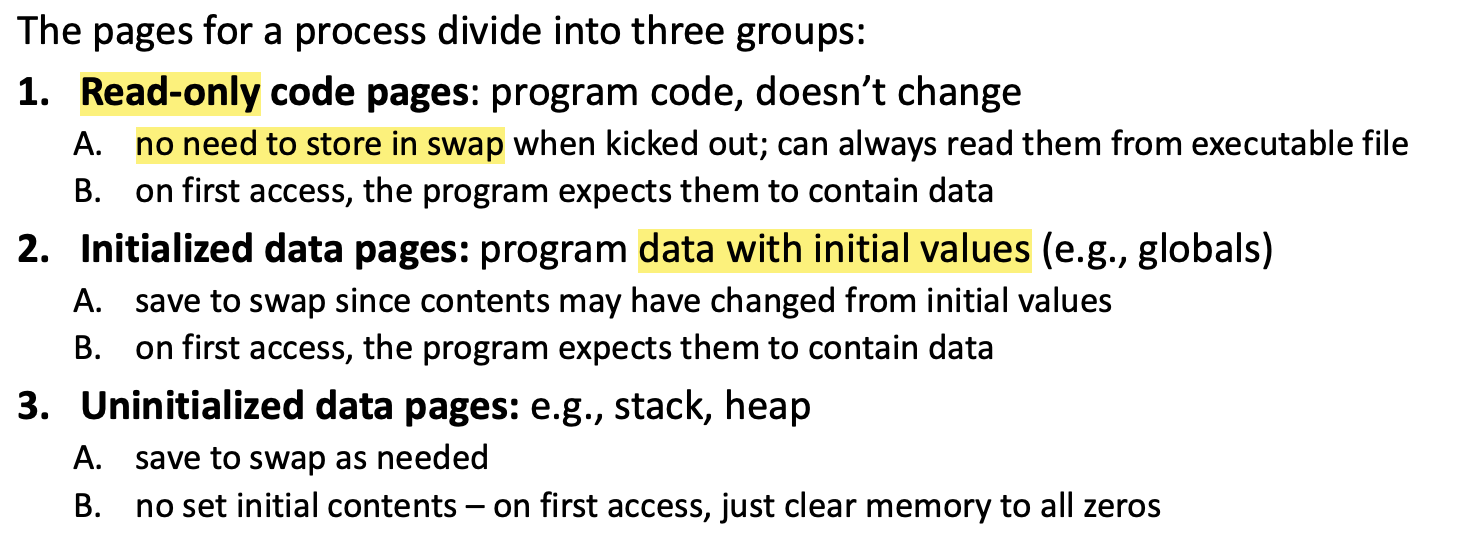 The pages for a process divide into three groups:
1. Read-only code pages: program code, doesn’t change
A. no need to store in swap when kicked out; can always read them from executable file
B. on first access, the program expects them to contain data
2. Initialized data pages: program data with initial values (e.g., globals)
A. save to swap since contents may have changed from initial values
B. on first access, the program expects them to contain data
3. Uninitialized data pages: e.g., stack, heap
A. save to swap as needed
B. no set initial contents – on first access, just clear memory to all zeros